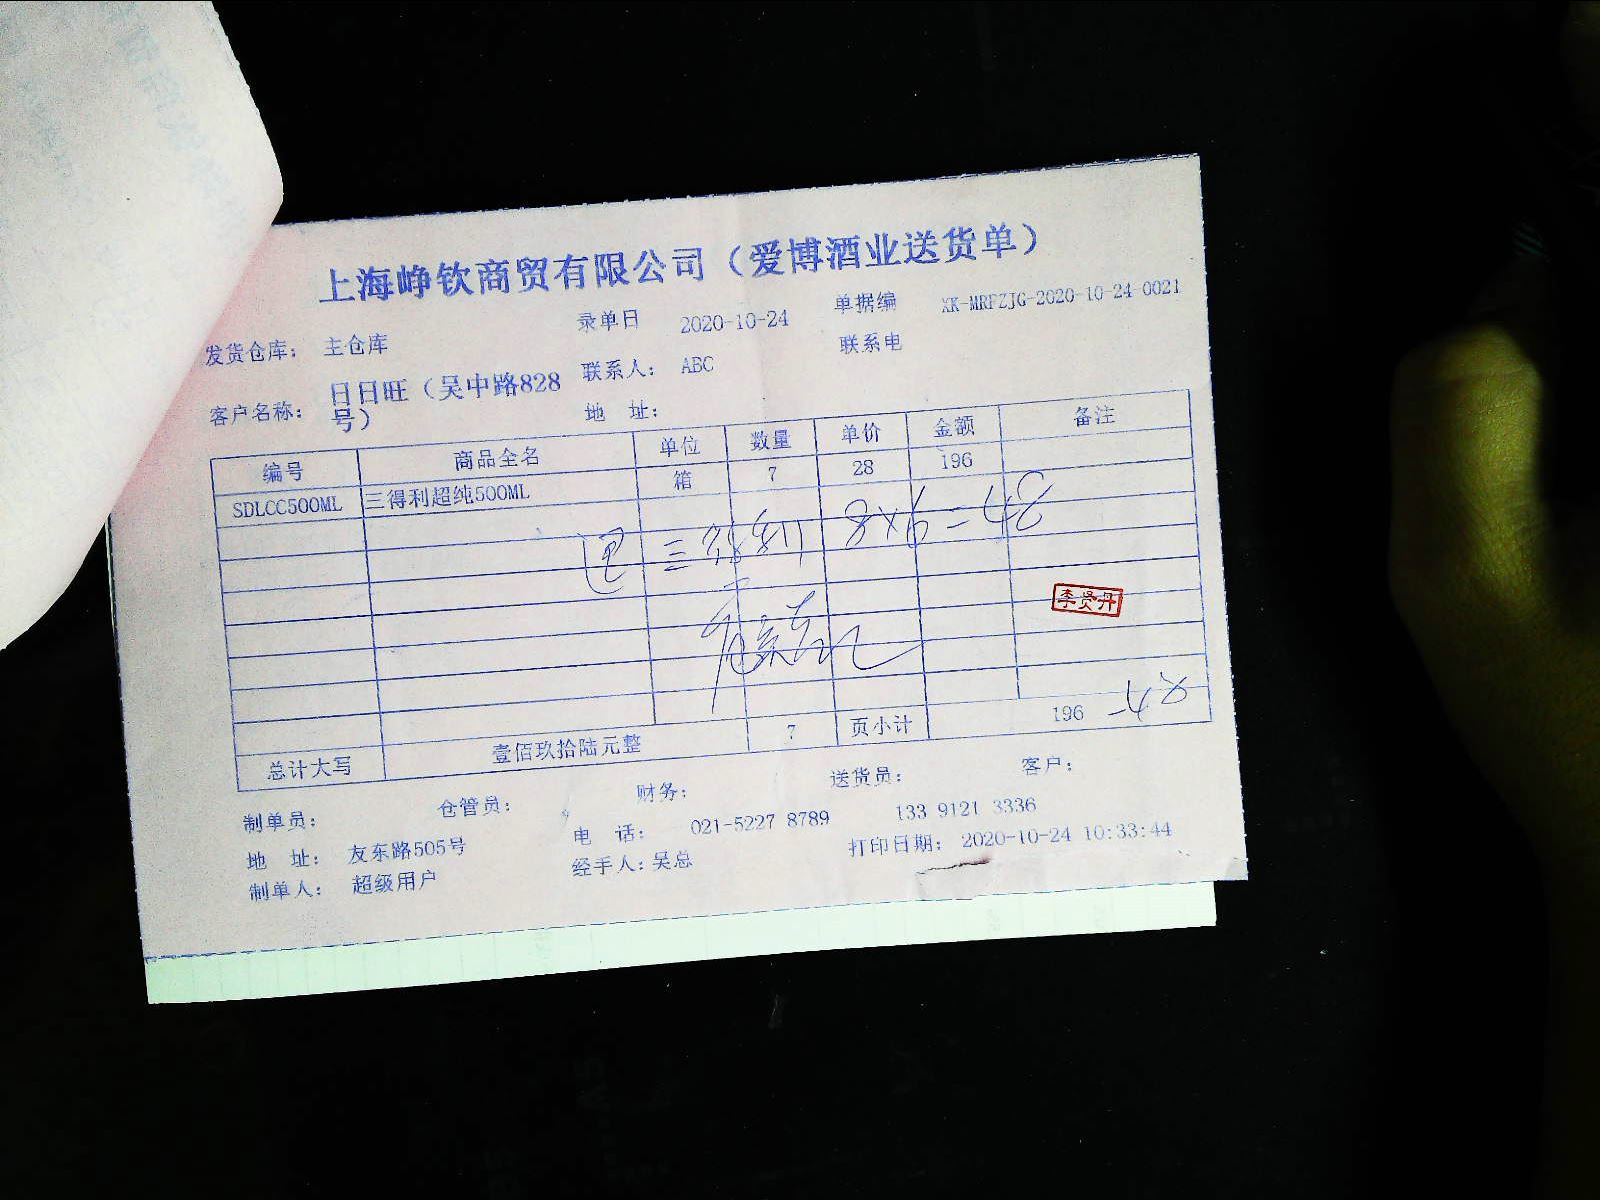 上海峥钦商贸有限公司（爱博酒业送货单）
发货仓库： 主仓库 录单日 2020-10-24 单据编 XK-MRFZJG-2020-10-24-0021
客户名称： 日日旺（吴中路828号） 联系人： ABC 联系电
地 址：
编号 商品全名 单位 数量 单价 金额 备注
SDLCC500ML 三得利超纯500ML 箱 7 28 196
李贤丹
总计大写 壹佰玖拾陆元整 7 页小计 196
制单员： 仓管员： 财务： 送货员： 客户：
地 址： 友东路505号 电 话： 021-5227 8789 133 9121 3336
制单人： 超级用户 经手人：吴总 打印日期： 2020-10-24 10:33:44